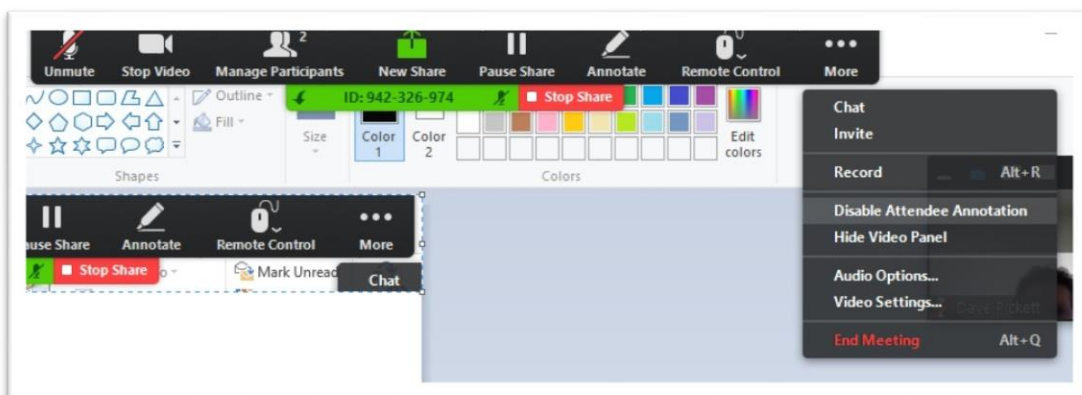 2
Unmute Stop Video Manage Participants New Share Pause Share Annotate Remote Control More
Outline ID: 942-326-974 Stop Share
Fill
Size Color 1 Color 2 Edit colors
Shapes Colors
Chat
Invite
Record Alt+R
Disable Attendee Annotation
Hide Video Panel
Audio Options...
Video Settings...
End Meeting Alt+Q
use Share Annotate Remote Control More
Stop Share Mark Unread
Chat